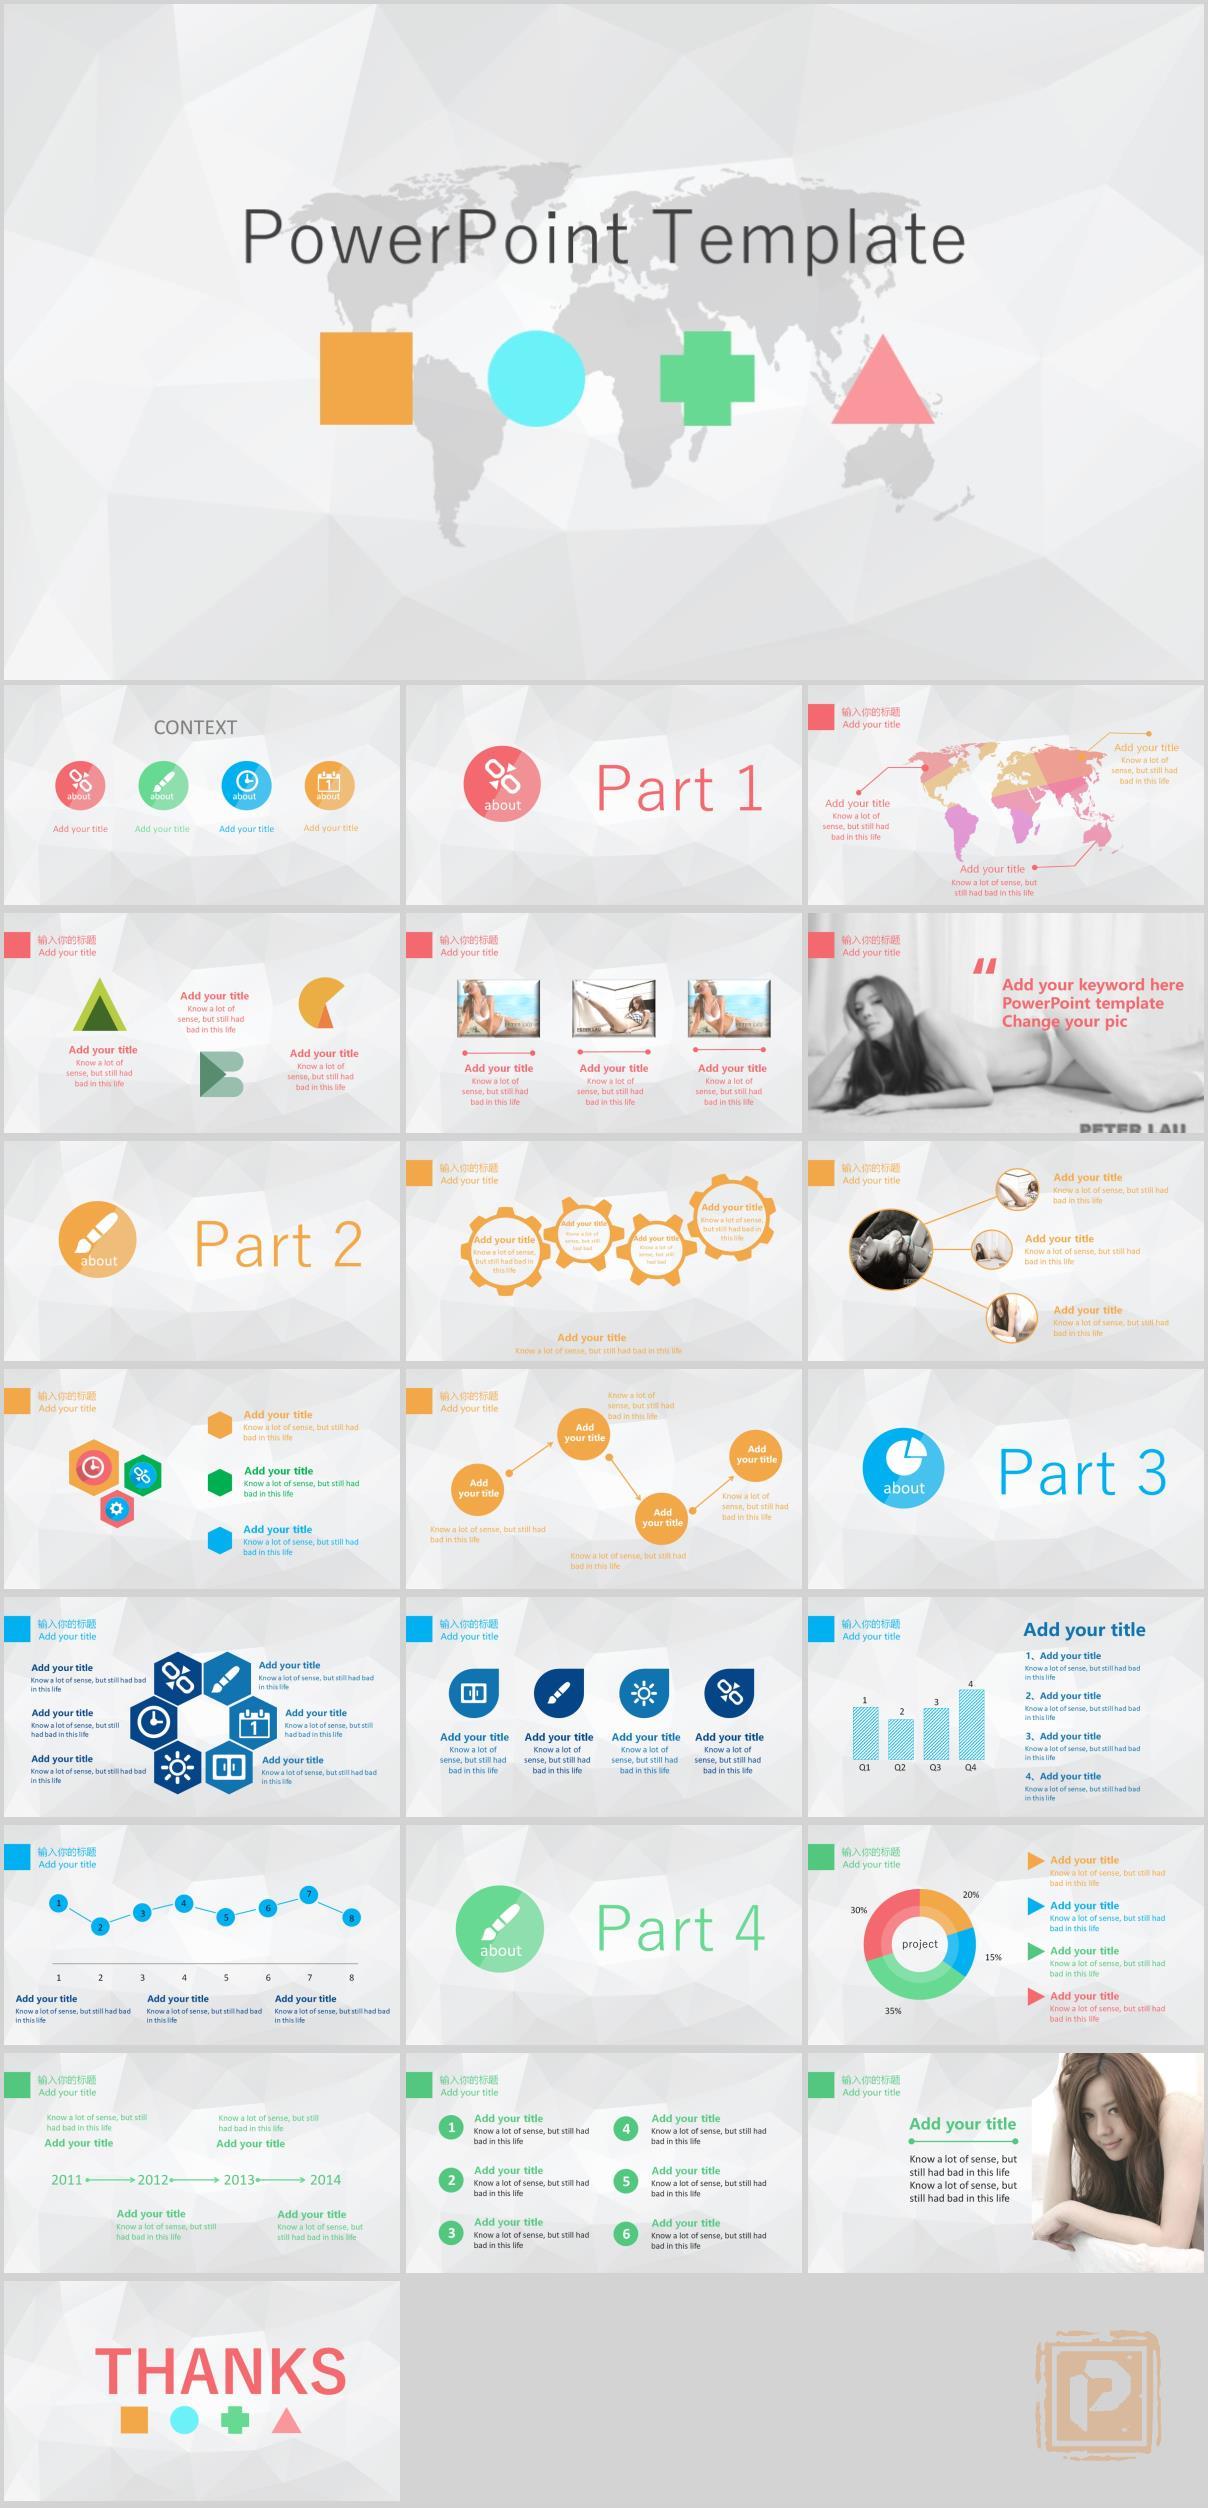 PowerPoint Template
CONTEXT
about
about
about
1
about
Add your title
Add your title
Add your title
Add your title
about
Part 1
输入你的标题
Add your title
Add your title
Know a lot of
sense, but still had
bad in this life
Add your title
Know a lot of
sense, but still had
bad in this life
Add your title
Know a lot of sense, but
still had bad in this life
输入你的标题
Add your title
Add your title
Know a lot of
sense, but still had
bad in this life
Add your title
Know a lot of
sense, but still had
bad in this life
Add your title
Know a lot of
sense, but still had
bad in this life
输入你的标题
Add your title
PETER LAU
PETER LAU
PETER LAU
Add your title
Know a lot of
sense, but still had
bad in this life
Add your title
Know a lot of
sense, but still had
bad in this life
Add your title
Know a lot of
sense, but still had
bad in this life
输入你的标题
Add your title
“
Add your keyword here
PowerPoint template
Change your pic
PETER LAU
about
Part 2
输入你的标题
Add your title
Add your title
Know a lot of sense,
but still had bad in
this life
Add your title
Know a lot of
sense, but still
had bad
Add your title
Know a lot of
sense, but still
had bad
Add your title
Know a lot of sense,
but still had bad in
this life
Add your title
Know a lot of sense, but still had bad in this life
输入你的标题
Add your title
Add your title
Know a lot of sense, but still had
bad in this life
Add your title
Know a lot of sense, but still had
bad in this life
Add your title
Know a lot of sense, but still had
bad in this life
输入你的标题
Add your title
Add your title
Know a lot of sense, but still had
bad in this life
Add your title
Know a lot of sense, but still had
bad in this life
Add your title
Know a lot of sense, but still had
bad in this life
输入你的标题
Add your title
Know a lot of
sense, but still had
bad in this life
Add
your title
Add
your title
Add
your title
Add
your title
Know a lot of
sense, but still had
bad in this life
Know a lot of sense, but still had
bad in this life
Know a lot of sense, but still had
bad in this life
about
Part 3
输入你的标题
Add your title
Add your title
Know a lot of sense, but still had bad
in this life
Add your title
Know a lot of sense, but still
had bad in this life
Add your title
Know a lot of sense, but still had bad
in this life
1
Add your title
Know a lot of sense, but still had bad
in this life
Add your title
Know a lot of sense, but still
had bad in this life
Add your title
Know a lot of sense, but still had bad
in this life
输入你的标题
Add your title
Add your title
Know a lot of
sense, but still had
bad in this life
Add your title
Know a lot of
sense, but still had
bad in this life
Add your title
Know a lot of
sense, but still had
bad in this life
Add your title
Know a lot of
sense, but still had
bad in this life
输入你的标题
Add your title
1
2
3
4
Q1 Q2 Q3 Q4
Add your title
1、Add your title
Know a lot of sense, but still had bad
in this life
2、Add your title
Know a lot of sense, but still had bad
in this life
3、Add your title
Know a lot of sense, but still had bad
in this life
4、Add your title
Know a lot of sense, but still had bad
in this life
输入你的标题
Add your title
1 2 3 4 5 6 7 8
1 2 3 4 5 6 7 8
Add your title
Know a lot of sense, but still had bad
in this life
Add your title
Know a lot of sense, but still had bad
in this life
Add your title
Know a lot of sense, but still had bad
in this life
about
Part 4
输入你的标题
Add your title
20%
30%
project
15%
35%
Add your title
Know a lot of sense, but still had
bad in this life
Add your title
Know a lot of sense, but still had
bad in this life
Add your title
Know a lot of sense, but still had
bad in this life
Add your title
Know a lot of sense, but still had
bad in this life
输入你的标题
Add your title
Know a lot of sense, but still
had bad in this life
Add your title
Know a lot of sense, but still
had bad in this life
Add your title
2011 2012 2013 2014
Add your title
Know a lot of sense, but still
had bad in this life
Add your title
Know a lot of sense, but
still had bad in this life
输入你的标题
Add your title
1
Add your title
Know a lot of sense, but still had
bad in this life
2
Add your title
Know a lot of sense, but still had
bad in this life
3
Add your title
Know a lot of sense, but still had
bad in this life
4
Add your title
Know a lot of sense, but still had
bad in this life
5
Add your title
Know a lot of sense, but still had
bad in this life
6
Add your title
Know a lot of sense, but still had
bad in this life
输入你的标题
Add your title
Add your title
Know a lot of sense, but
still had bad in this life
Know a lot of sense, but
still had bad in this life
THANKS
P